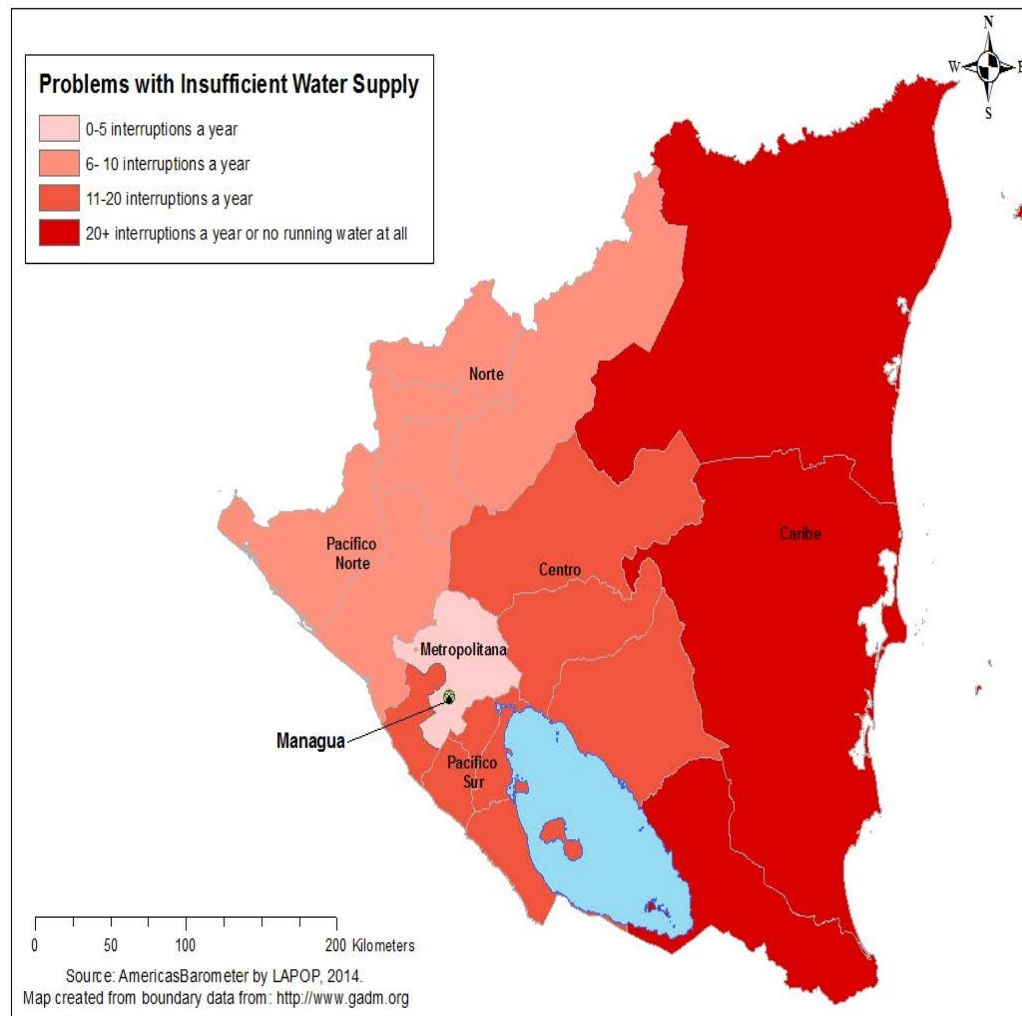 Problems with Insufficient Water Supply
0-5 interruptions a year
6- 10 interruptions a year
11-20 interruptions a year
20+ interruptions a year or no running water at all
N
W
E
S
Norte
Pacífico
Norte
Centro
Caribe
Metropolitana
Managua
Pacífico
Sur
0 50 100 200 Kilometers
Source: AmericasBarometer by LAPOP, 2014.
Map created from boundary data from: http://www.gadm.org